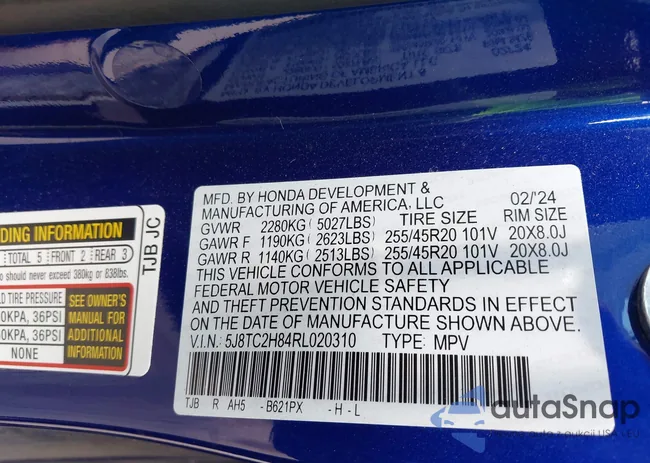 MFD. BY HONDA DEVELOPMENT &
MANUFACTURING OF AMERICA, LLC 02/'24
GVWR 2280KG ( 5027LBS) TIRE SIZE RIM SIZE
GAWR F 1190KG ( 2623LBS) 255/45R20 101V 20X8.0J
GAWR R 1140KG ( 2513LBS) 255/45R20 101V 20X8.0J
THIS VEHICLE CONFORMS TO ALL APPLICABLE
FEDERAL MOTOR VEHICLE SAFETY
AND THEFT PREVENTION STANDARDS IN EFFECT
ON THE DATE OF MANUFACTURE SHOWN ABOVE.
V.I.N.: 5J8TC2H84RL020310 TYPE: MPV
TJB R AH5 - B621PX - H - L
DING INFORMATION
TOTAL 5 FRONT 2 REAR 3
should never exceed 380kg or 838lbs.
TIRE PRESSURE
0KPA, 36PSI
0KPA, 36PSI
NONE
SEE OWNER'S
MANUAL FOR
ADDITIONAL
INFORMATION
TJB JC
autaSnap